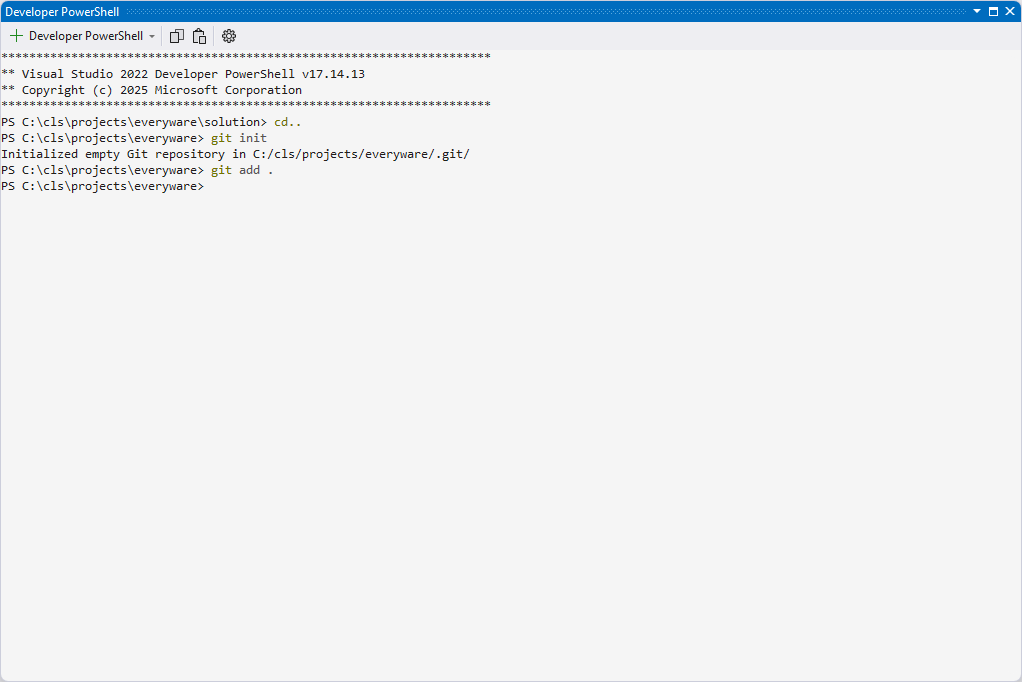 Developer PowerShell
Developer PowerShell
**********************************************************************
** Visual Studio 2022 Developer PowerShell v17.14.13
** Copyright (c) 2025 Microsoft Corporation
**********************************************************************
PS C:\cls\projects\everyware\solution> cd..
PS C:\cls\projects\everyware> git init
Initialized empty Git repository in C:/cls/projects/everyware/.git/
PS C:\cls\projects\everyware> git add .
PS C:\cls\projects\everyware>